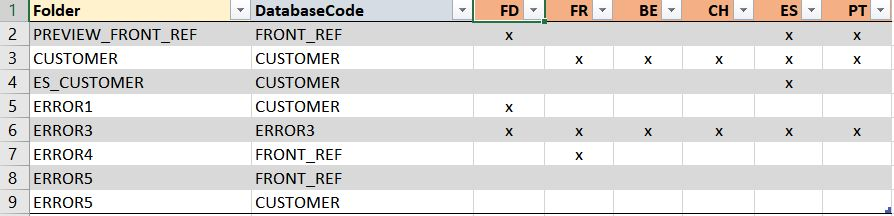 1 Folder DatabaseCode FD FR BE CH ES PT
2 PREVIEW_FRONT_REF FRONT_REF x x x
3 CUSTOMER CUSTOMER x x x x x
4 ES_CUSTOMER CUSTOMER x
5 ERROR1 CUSTOMER x
6 ERROR3 ERROR3 x x x x x x
7 ERROR4 FRONT_REF x
8 ERROR5 FRONT_REF
9 ERROR5 CUSTOMER